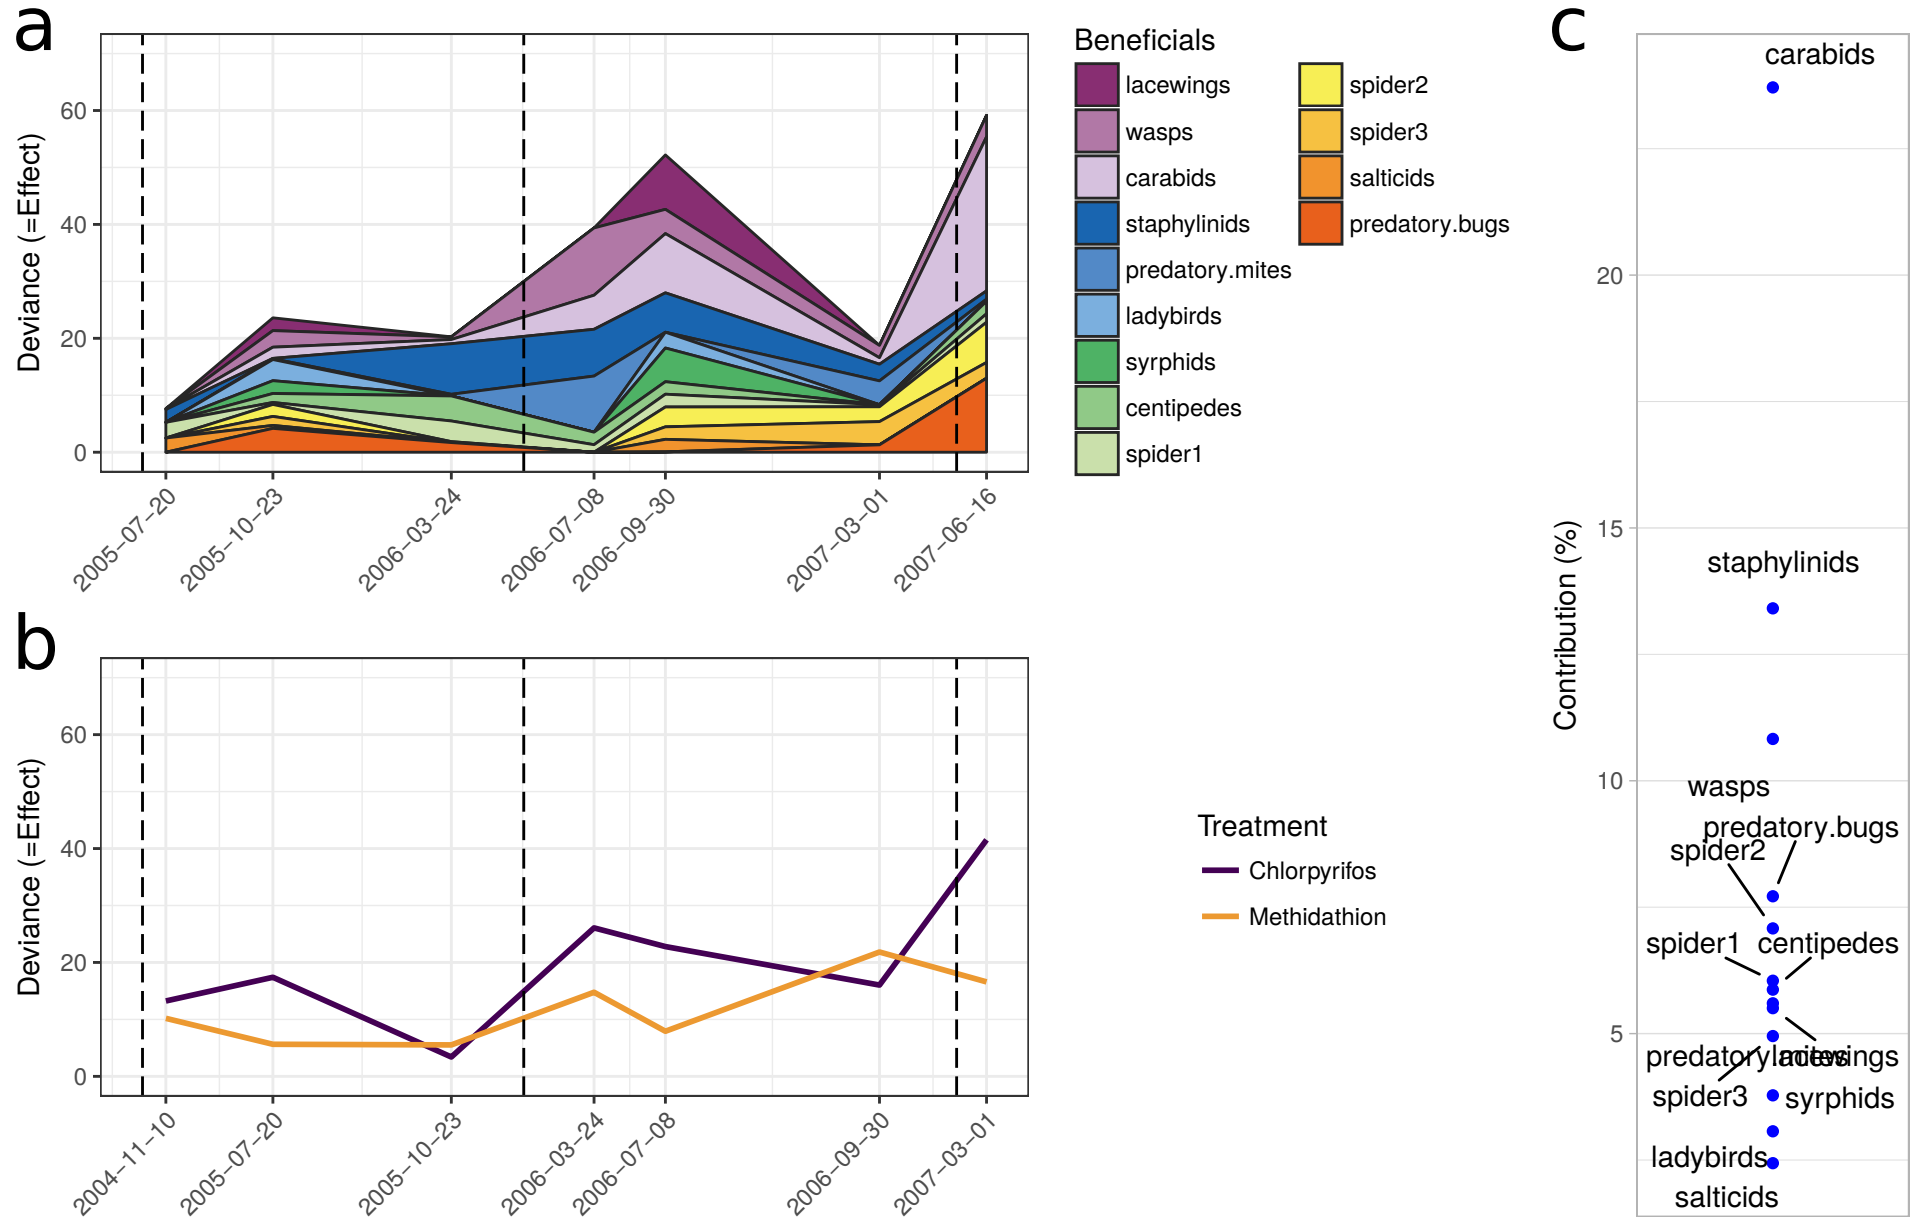 a
Deviance (=Effect)
60
40
20
0
2005−07−20
2005−10−23
2006−03−24
2006−07−08
2006−09−30
2007−03−01
2007−06−16
Beneficials
lacewings
wasps
carabids
staphylinids
predatory.mites
ladybirds
syrphids
centipedes
spider1
spider2
spider3
salticids
predatory.bugs
b
Deviance (=Effect)
60
40
20
0
2004−11−10
2005−07−20
2005−10−23
2006−03−24
2006−07−08
2006−09−30
2007−03−01
Treatment
Chlorpyrifos
Methidathion
c
Contribution (%)
20
15
10
5
carabids
staphylinids
wasps
predatory.bugs
spider2
spider1
centipedes
predatory.mites
lacewings
spider3
syrphids
ladybirds
salticids